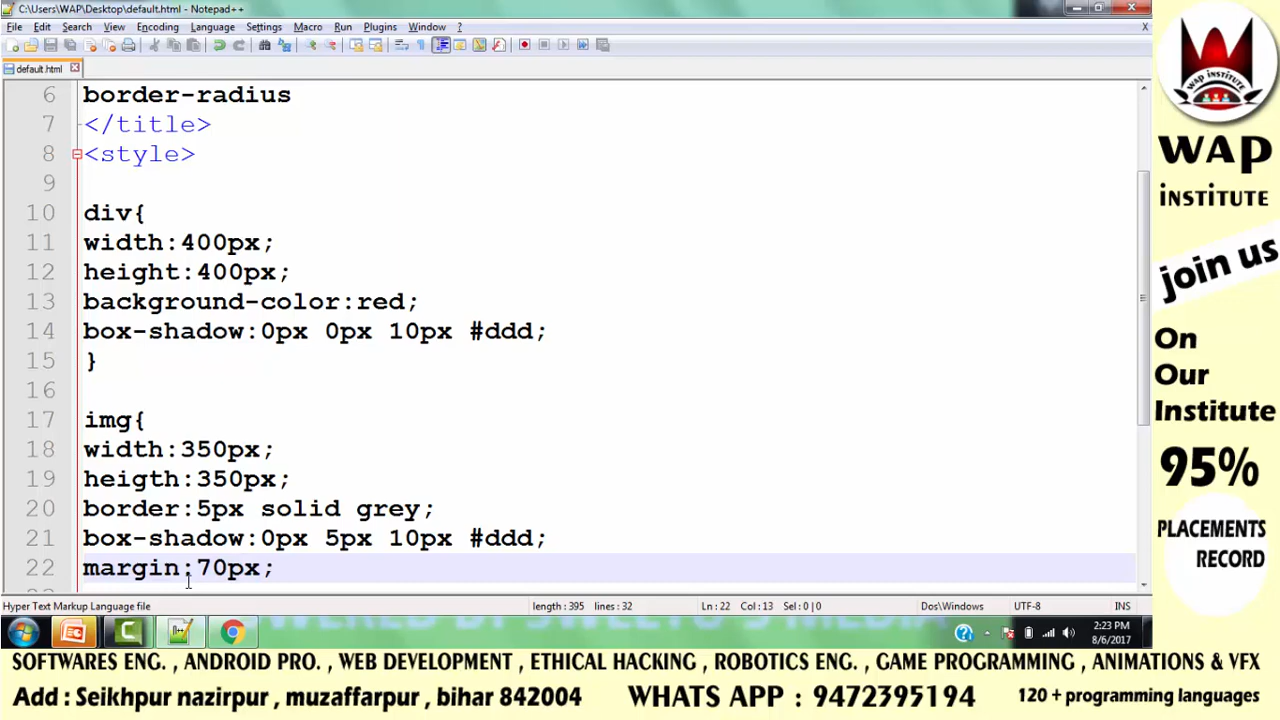 C:\Users\WAP\Desktop\default.html - Notepad++
File Edit Search View Encoding Language Settings Macro Run Plugins Window ? X
default.html
6 border-radius
7 </title>
8 <style>
9
10 div{
11 width:400px;
12 height:400px;
13 background-color:red;
14 box-shadow:0px 0px 10px #ddd;
15 }
16
17 img{
18 width:350px;
19 heigth:350px;
20 border:5px solid grey;
21 box-shadow:0px 5px 10px #ddd;
22 margin:70px;
Hyper Text Markup Language file length : 395 lines : 32 Ln : 22 Col : 13 Sel : 0 | 0 Dos\Windows UTF-8 INS
2:23 PM
8/6/2017
WAP INSTITUTE
WAP
INSTITUTE
join us
On
Our
Institute
95%
PLACEMENTS
RECORD
SOFTWARES ENG. , ANDROID PRO. , WEB DEVELOPMENT , ETHICAL HACKING , ROBOTICS ENG. , GAME PROGRAMMING , ANIMATIONS & VFX
Add : Seikhpur nazirpur , muzaffarpur , bihar 842004 WHATS APP : 9472395194 120 + programming languages